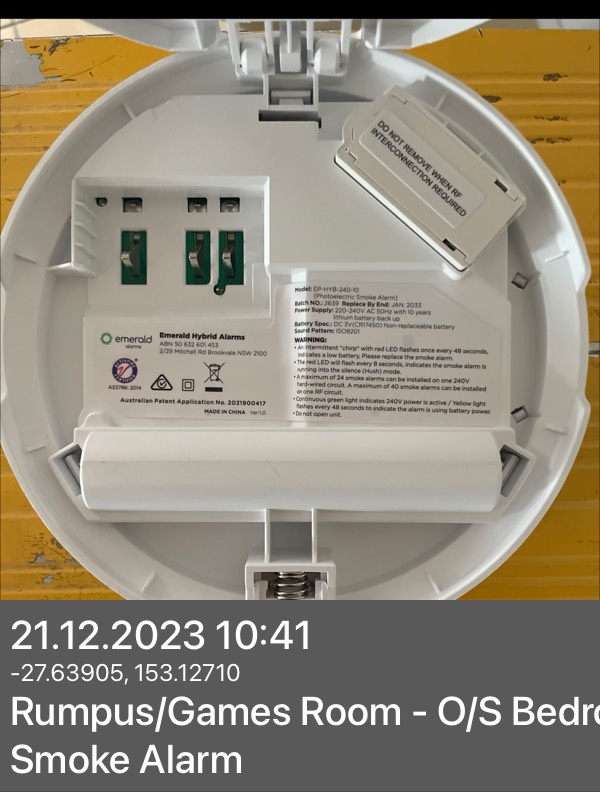 DO NOT REMOVE WHEN RF
INTERCONNECTION REQUIRED
Model: EP-HYB-240-10
(Photoelectric Smoke Alarm)
Batch NO.: 2639 Replace By End: JAN. 2033
Power Supply: 220-240V AC 50Hz with 10 years
lithium battery back up
Battery Spec.: DC 3V(CR17450) Non-replaceable battery
Sound Pattern: ISO8201
WARNING:
• An intermittent "chirp" with red LED flashes once every 48 seconds,
indicates a low battery. Please replace the smoke alarm.
• The red LED will flash every 8 seconds, indicates the smoke alarm is
running into the silence (Hush) mode.
• A maximum of 24 smoke alarms can be installed on one 240V
hard-wired circuit. A maximum of 40 smoke alarms can be installed
on one RF circuit.
• Continuous green light indicates 240V power is active / Yellow light
flashes every 48 seconds to indicate the alarm is using battery power.
• Do not open unit.
emerald
alarms
Emerald Hybrid Alarms
ABN 50 632 601 453
2/29 Mitchell Rd Brookvale NSW 2100
AS3786: 2014
Australian Patent Application No. 2021900417
MADE IN CHINA Ver 1.0
21.12.2023 10:41
-27.63905, 153.12710
Rumpus/Games Room - O/S Bedro
Smoke Alarm